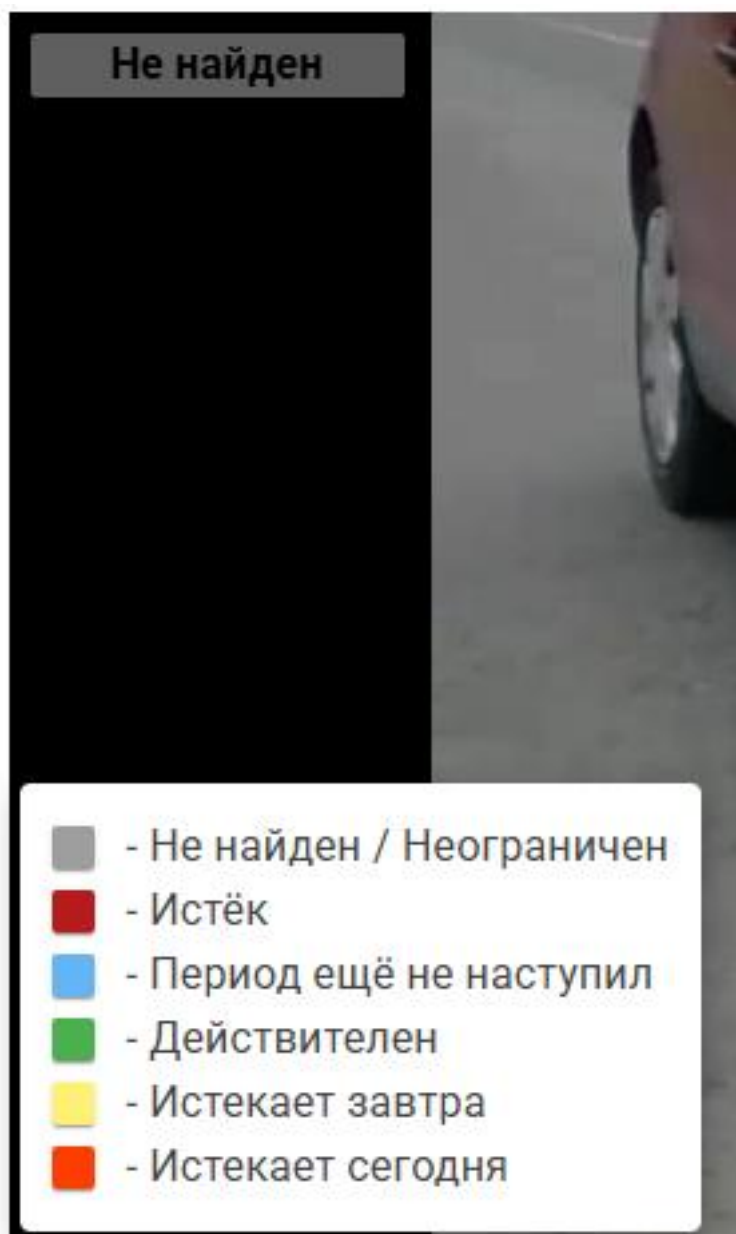 Не найден
- Не найден / Неограничен
- Истёк
- Период ещё не наступил
- Действителен
- Истекает завтра
- Истекает сегодня